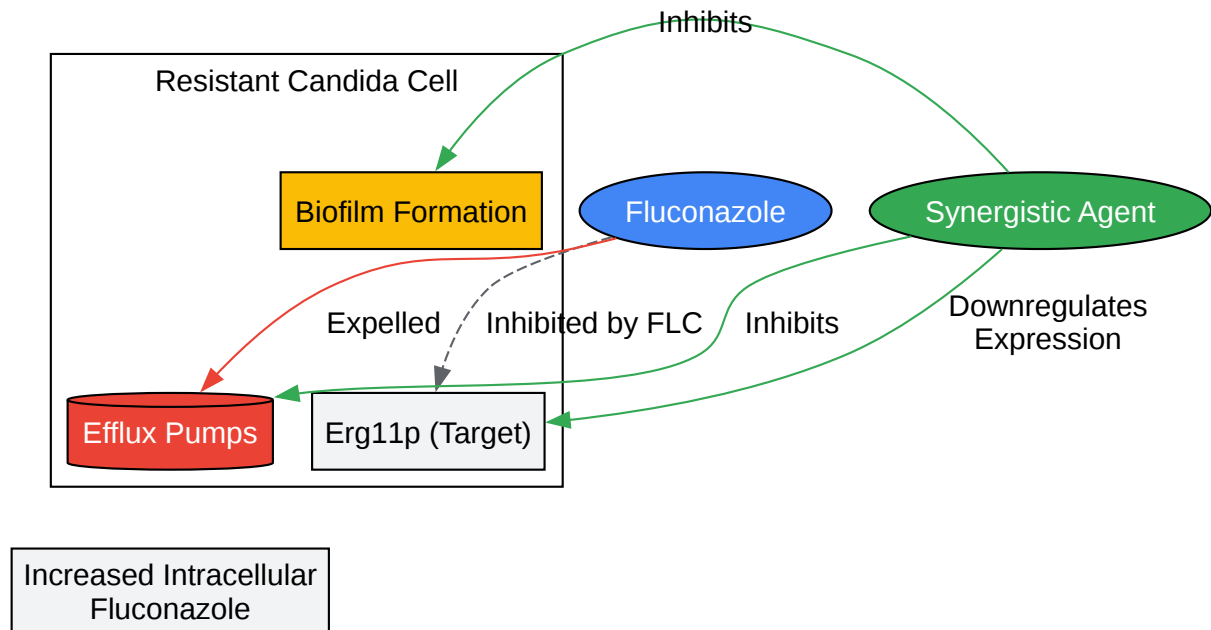 Inhibits
Resistant Candida Cell
Biofilm Formation
Fluconazole
Synergistic Agent
Expelled
Inhibited by FLC
Inhibits
Downregulates
Expression
Efflux Pumps
Erg11p (Target)
Increased Intracellular
Fluconazole